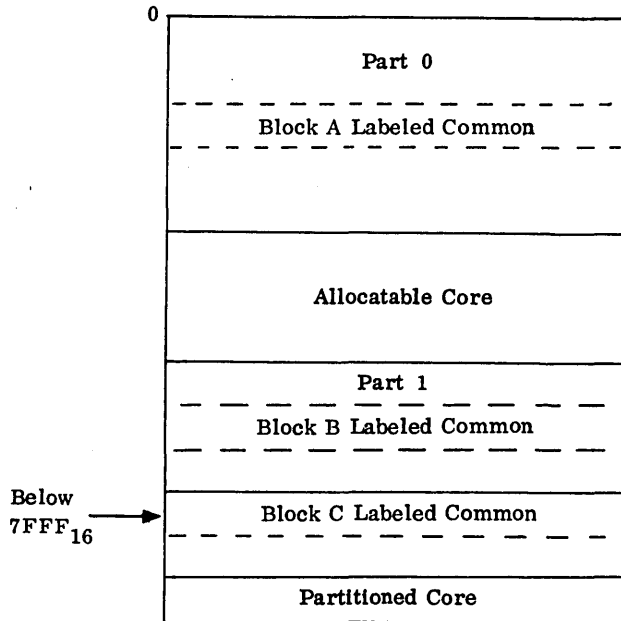 0
Part 0
Block A Labeled Common
Allocatable Core
Part 1
Block B Labeled Common
Below
7FFF₁₆
Block C Labeled Common
Partitioned Core